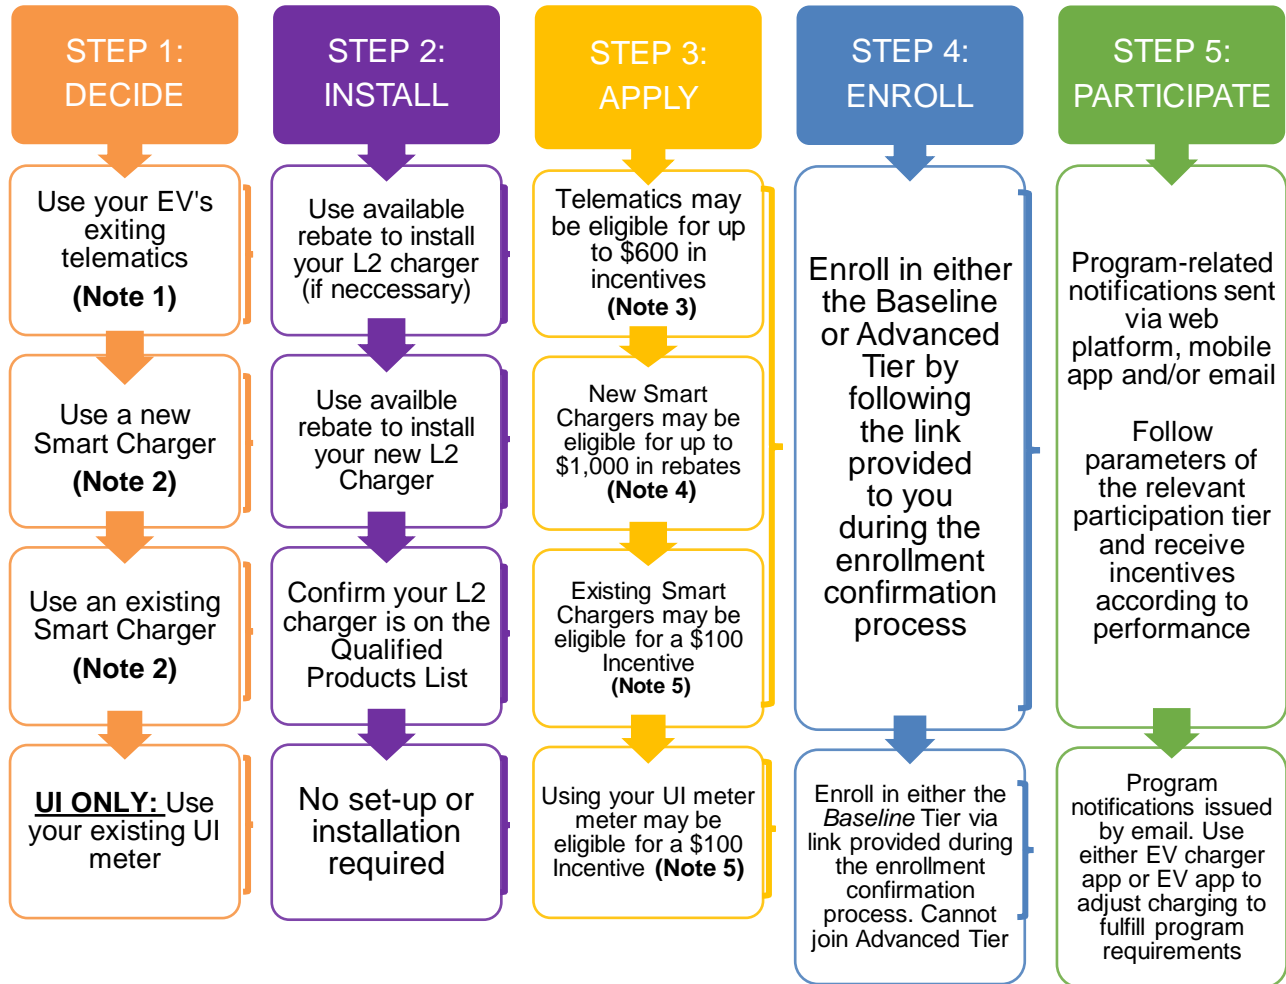 STEP 1:
DECIDE
Use your EV's
exiting
telematics
(Note 1)
Use a new
Smart Charger
(Note 2)
Use an existing
Smart Charger
(Note 2)
UI ONLY: Use
your existing UI
meter
STEP 2:
INSTALL
Use available
rebate to install
your L2 charger
(if neccessary)
Use availble
rebate to install
your new L2
Charger
Confirm your L2
charger is on the
Qualified
Products List
No set-up or
installation
required
STEP 3:
APPLY
Telematics may
be eligible for up
to $600 in
incentives
(Note 3)
New Smart
Chargers may be
eligible for up to
$1,000 in rebates
(Note 4)
Existing Smart
Chargers may be
eligible for a $100
Incentive
(Note 5)
Using your UI meter
meter may be
eligible for a $100
Incentive (Note 5)
STEP 4:
ENROLL
Enroll in either
the Baseline
or Advanced
Tier by
following
the link
provided
to you
during the
enrollment
confirmation
process
Enroll in either the
Baseline Tier via
link provided during
the enrollment
confirmation
process. Cannot
join Advanced Tier
STEP 5:
PARTICIPATE
Program-related
notifications sent
via web
platform, mobile
app and/or email
Follow
parameters of
the relevant
participation tier
and receive
incentives
according to
performance
Program
notifications issued
by email. Use
either EV charger
app or EV app to
adjust charging to
fulfill program
requirements